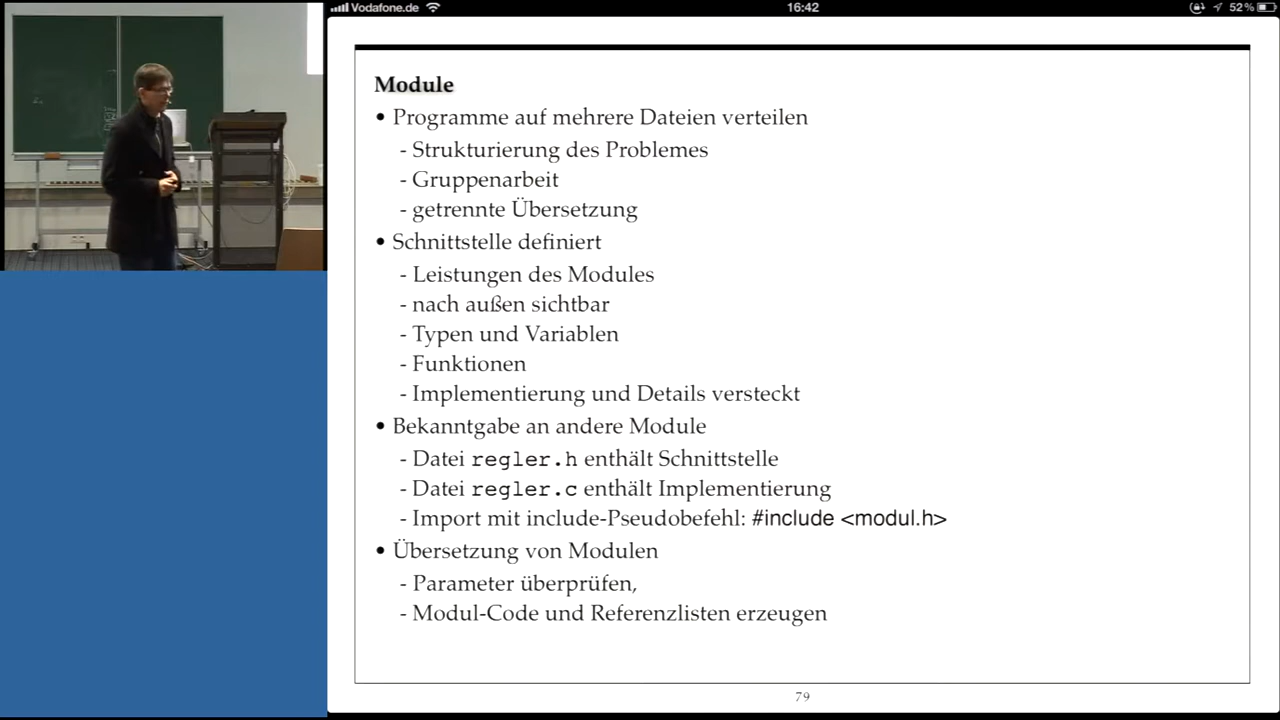 Vodafone.de
16:42
52%
Module
• Programme auf mehrere Dateien verteilen
- Strukturierung des Problemes
- Gruppenarbeit
- getrennte Übersetzung
• Schnittstelle definiert
- Leistungen des Modules
- nach außen sichtbar
- Typen und Variablen
- Funktionen
- Implementierung und Details versteckt
• Bekanntgabe an andere Module
- Datei regler.h enthält Schnittstelle
- Datei regler.c enthält Implementierung
- Import mit include-Pseudobefehl: #include <modul.h>
• Übersetzung von Modulen
- Parameter überprüfen,
- Modul-Code und Referenzlisten erzeugen
79